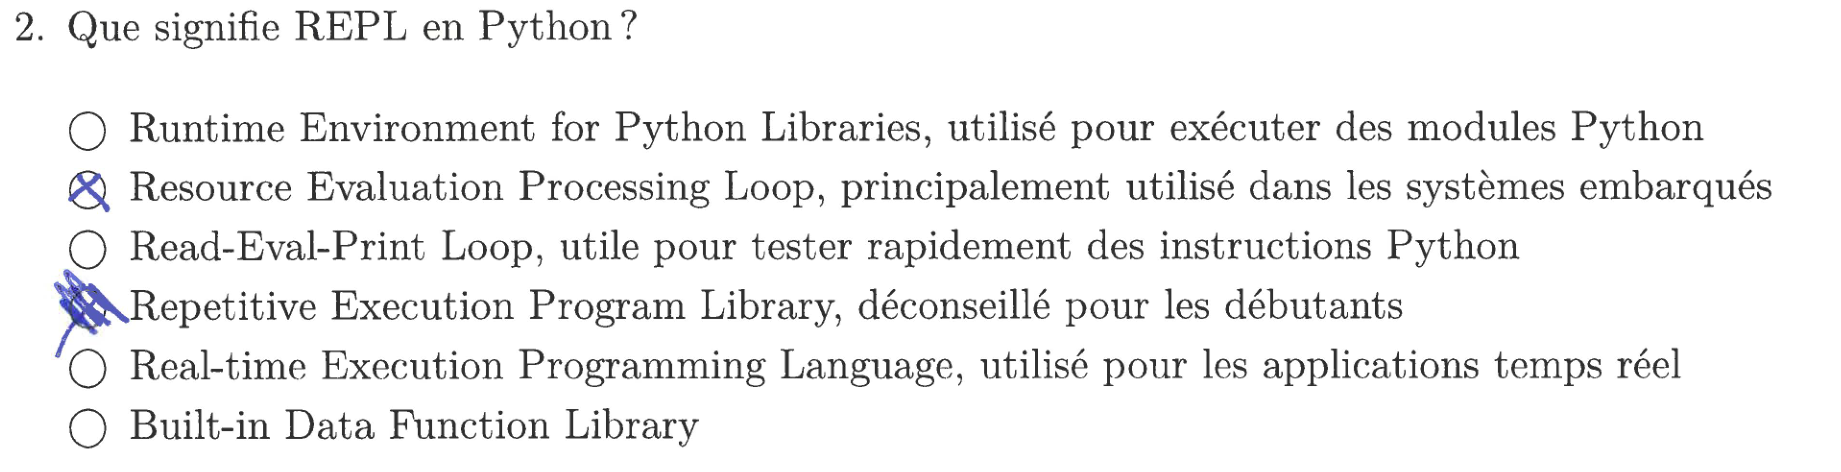 2. Que signifie REPL en Python ?
Runtime Environment for Python Libraries, utilisé pour exécuter des modules Python
Resource Evaluation Processing Loop, principalement utilisé dans les systèmes embarqués
Read-Eval-Print Loop, utile pour tester rapidement des instructions Python
Repetitive Execution Program Library, déconseillé pour les débutants
Real-time Execution Programming Language, utilisé pour les applications temps réel
Built-in Data Function Library